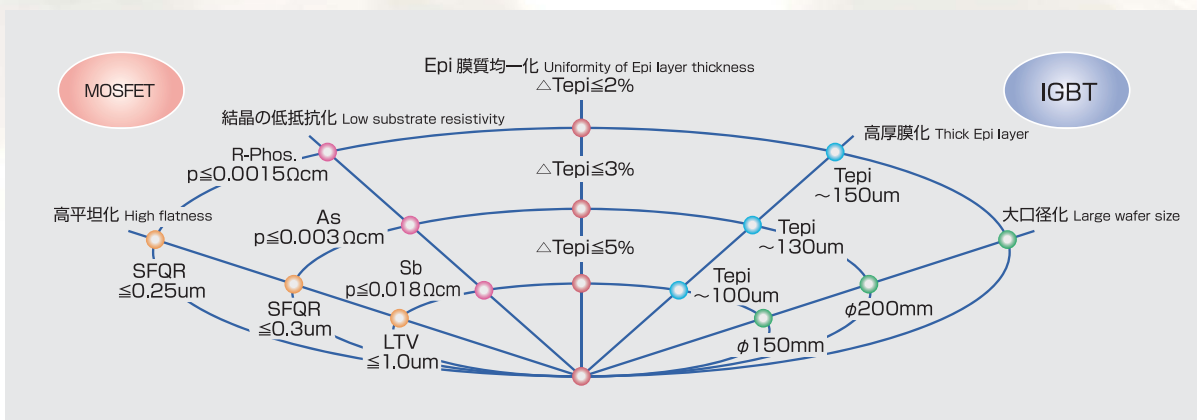 MOSFET
IGBT
Epi 膜質均一化 Uniformity of Epi layer thickness
△Tepi≦2%
△Tepi≦3%
△Tepi≦5%
結晶の低抵抗化 Low substrate resistivity
R-Phos.
p≦0.0015Ωcm
As
p≦0.003Ωcm
Sb
p≦0.018Ωcm
高平坦化 High flatness
SFQR
≦0.25um
SFQR
≦0.3um
LTV
≦1.0um
高厚膜化 Thick Epi layer
Tepi
～150um
Tepi
～130um
Tepi
～100um
大口径化 Large wafer size
φ200mm
φ150mm